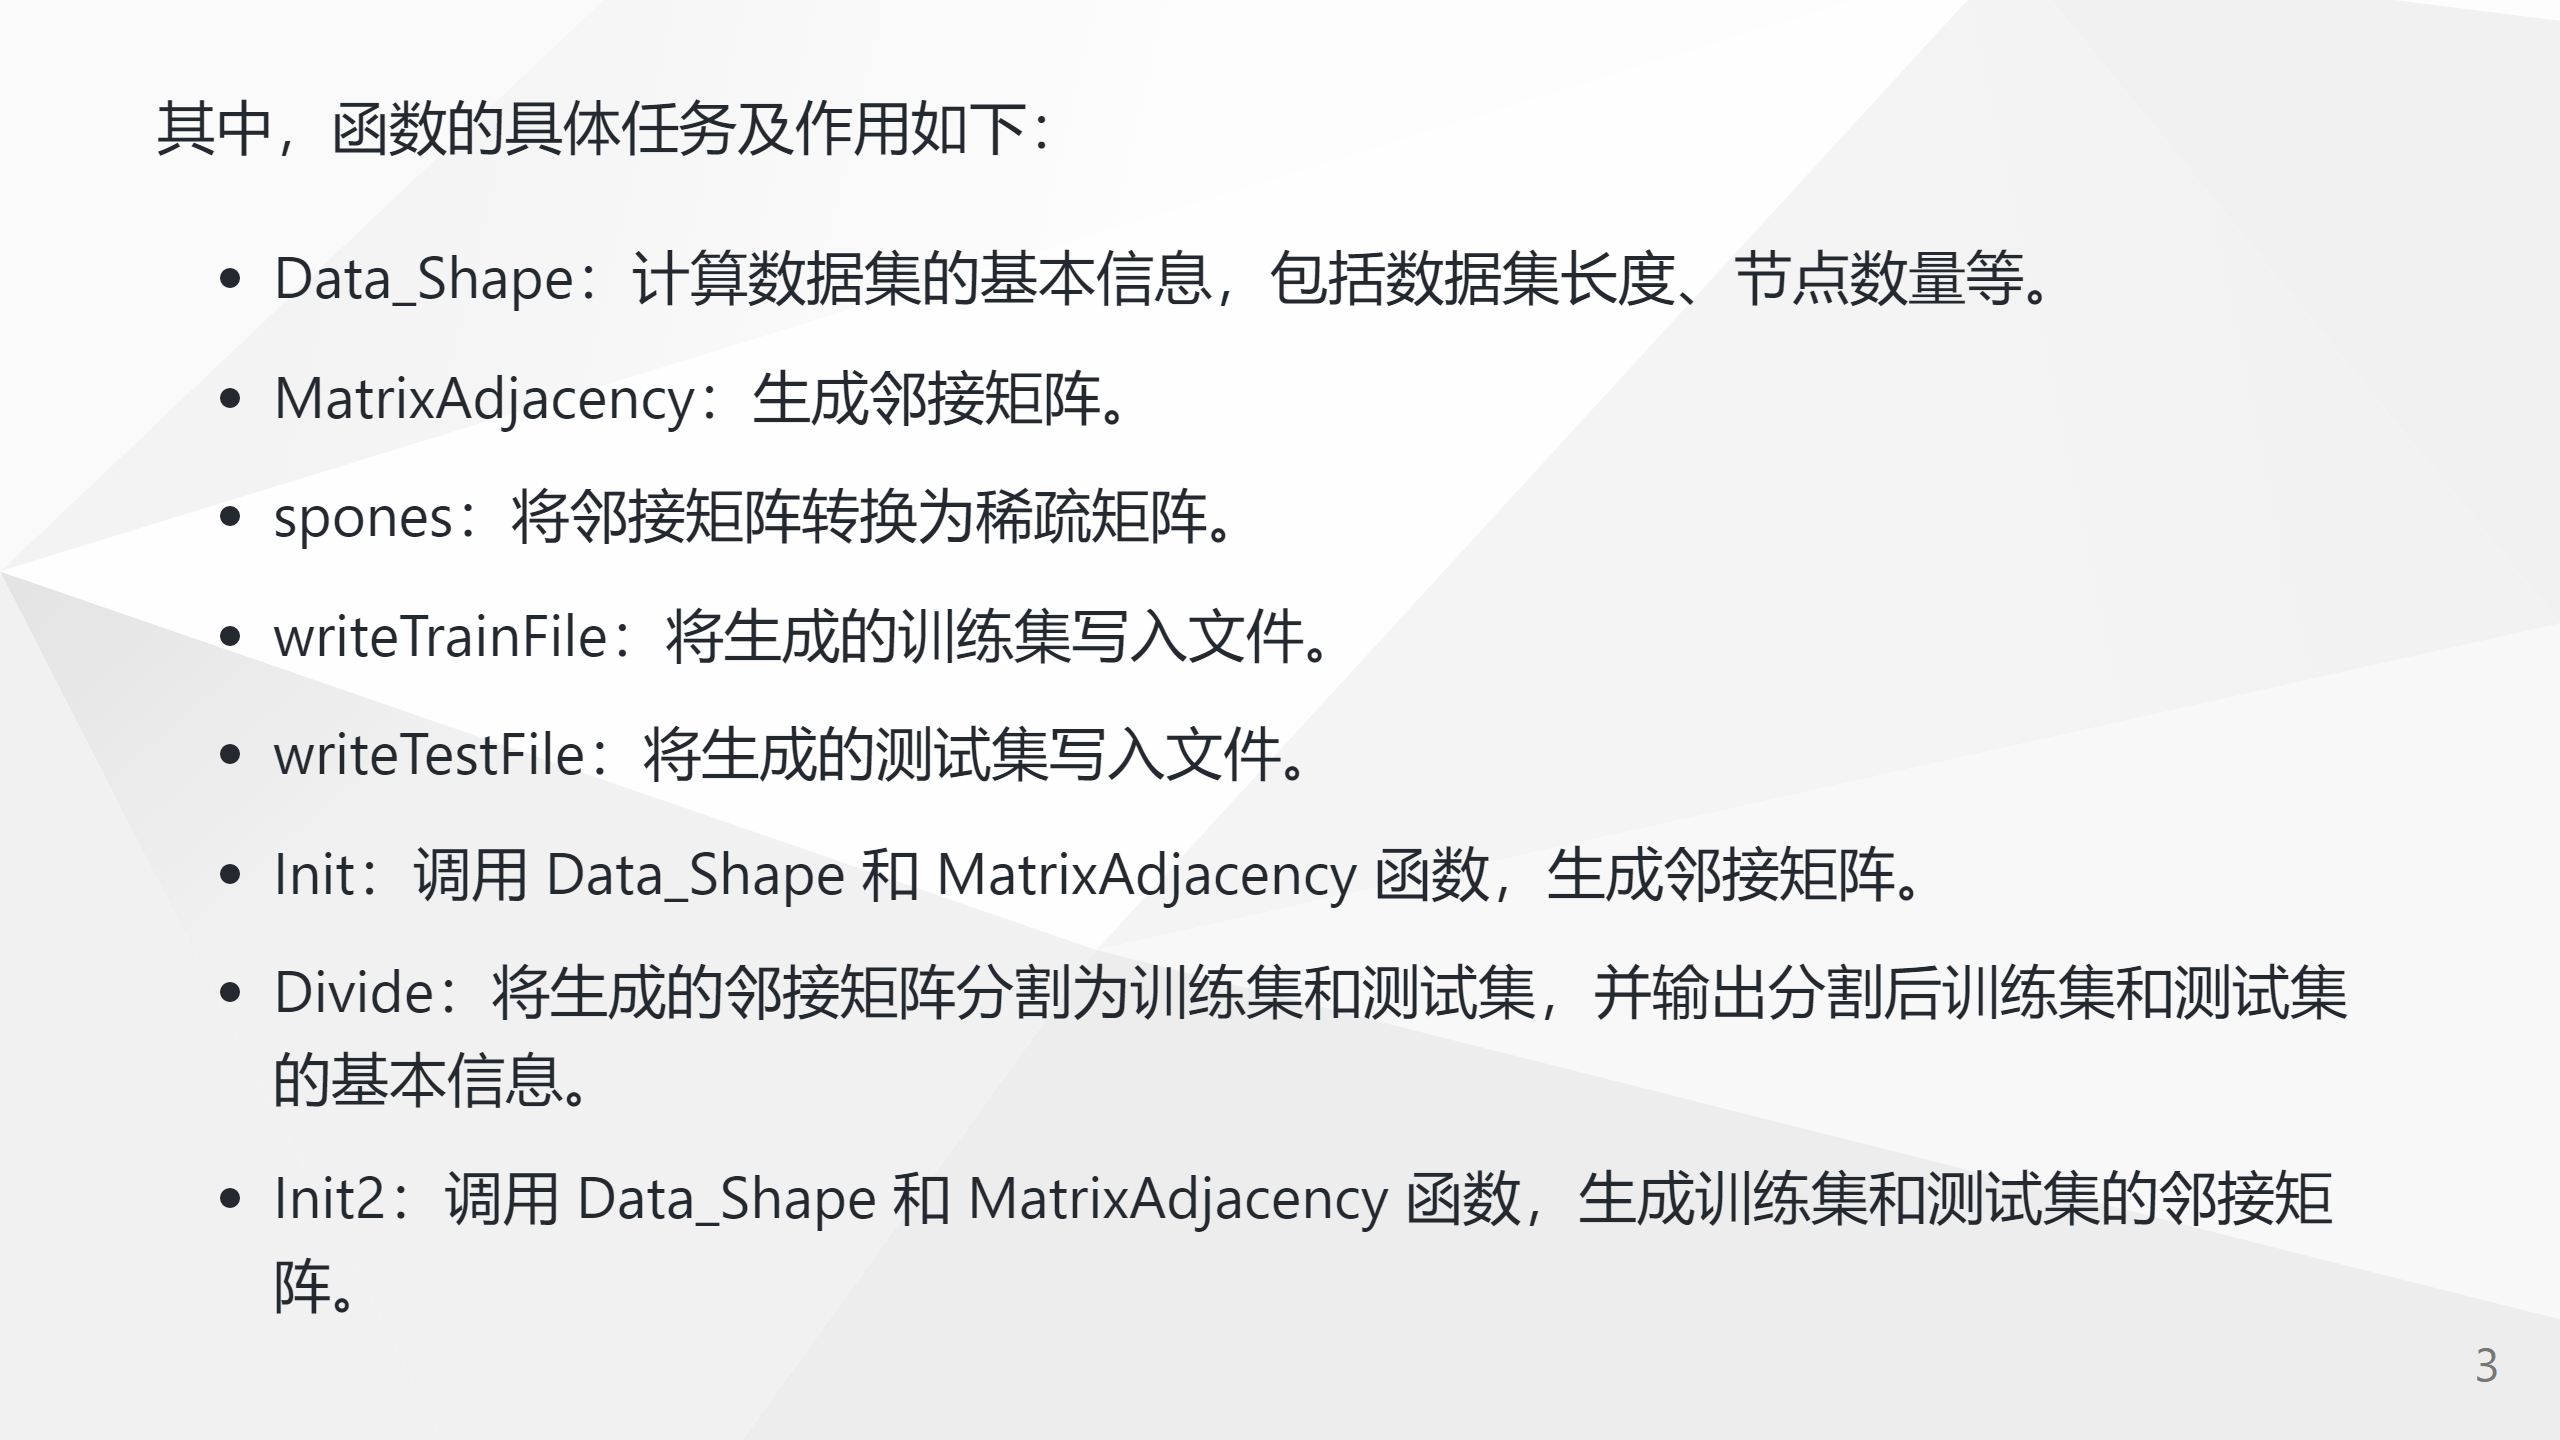 其中，函数的具体任务及作用如下：
• Data_Shape：计算数据集的基本信息，包括数据集长度、节点数量等。
• MatrixAdjacency：生成邻接矩阵。
• spones：将邻接矩阵转换为稀疏矩阵。
• writeTrainFile：将生成的训练集写入文件。
• writeTestFile：将生成的测试集写入文件。
• Init：调用 Data_Shape 和 MatrixAdjacency 函数，生成邻接矩阵。
• Divide：将生成的邻接矩阵分割为训练集和测试集，并输出分割后训练集和测试集
的基本信息。
• Init2：调用 Data_Shape 和 MatrixAdjacency 函数，生成训练集和测试集的邻接矩
阵。
3